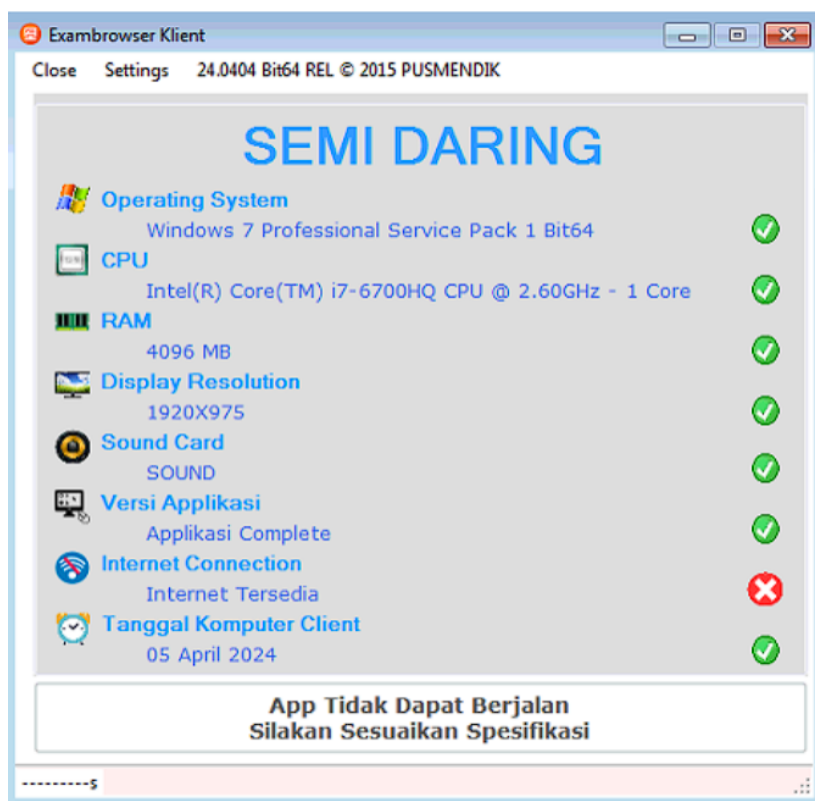 Exambrowser Klient
Close Settings 24.0404 Bit64 REL © 2015 PUSMENDIK
SEMI DARING
Operating System
Windows 7 Professional Service Pack 1 Bit64
CPU
Intel(R) Core(TM) i7-6700HQ CPU @ 2.60GHz - 1 Core
RAM
4096 MB
Display Resolution
1920X975
Sound Card
SOUND
Versi Applikasi
Applikasi Complete
Internet Connection
Internet Tersedia
Tanggal Komputer Client
05 April 2024
App Tidak Dapat Berjalan
Silakan Sesuaikan Spesifikasi
---------s